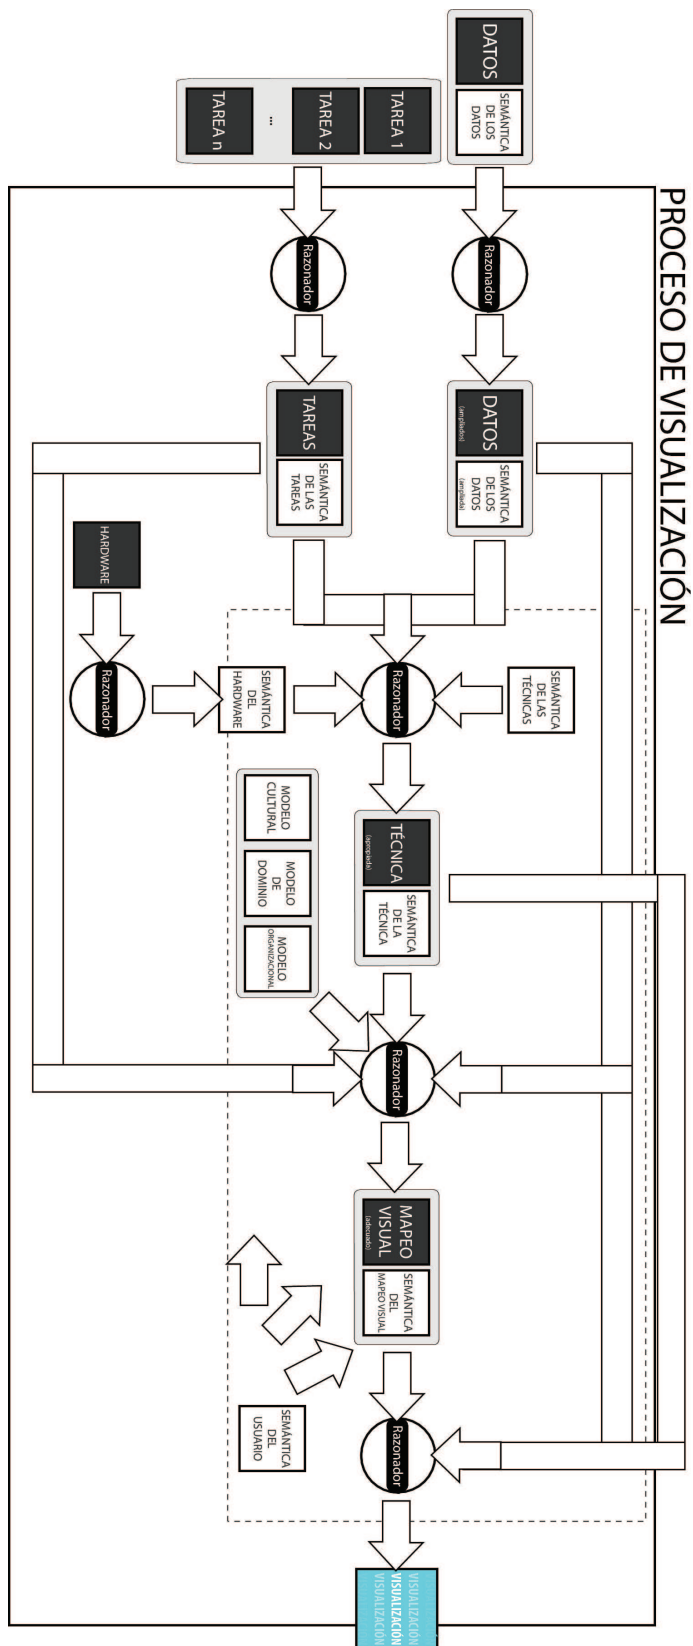 PROCESO DE VISUALIZACIÓN
DATOS
SEMÁNTICA
DE LOS
DATOS
Razonador
DATOS
(ampliados)
SEMÁNTICA
DE LOS
DATOS
(ampliada)
TAREA 1
TAREA 2
...
TAREA n
Razonador
TAREAS
SEMÁNTICA
DE LAS
TAREAS
HARDWARE
Razonador
SEMÁNTICA
DEL
HARDWARE
SEMÁNTICA
DE LAS
TÉCNICAS
Razonador
TÉCNICA
(apropiada)
SEMÁNTICA
DE LA
TÉCNICA
MODELO
CULTURAL
MODELO
DE
DOMINIO
MODELO
ORGANIZACIONAL
Razonador
MAPEO
VISUAL
(adecuado)
SEMÁNTICA
DEL
MAPEO VISUAL
SEMÁNTICA
DEL
USUARIO
Razonador
VISUALIZACIÓN
VISUALIZACIÓN
VISUALIZACIÓN